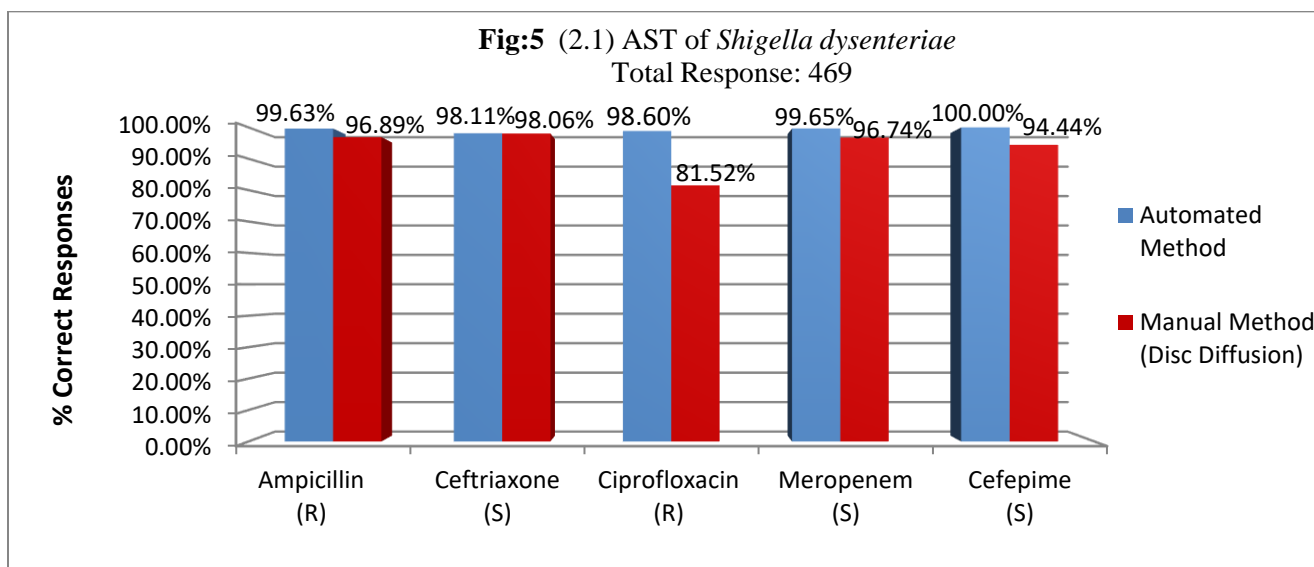 Fig:5 (2.1) AST of Shigella dysenteriae
Total Response: 469
99.63% 96.89% 98.11% 98.06% 98.60% 81.52% 99.65% 96.74% 100.00% 94.44%
100.00%
90.00%
80.00%
70.00%
60.00%
50.00%
40.00%
30.00%
20.00%
10.00%
0.00%
% Correct Responses
Ampicillin
(R)
Ceftriaxone
(S)
Ciprofloxacin
(R)
Meropenem
(S)
Cefepime
(S)
Automated
Method
Manual Method
(Disc Diffusion)